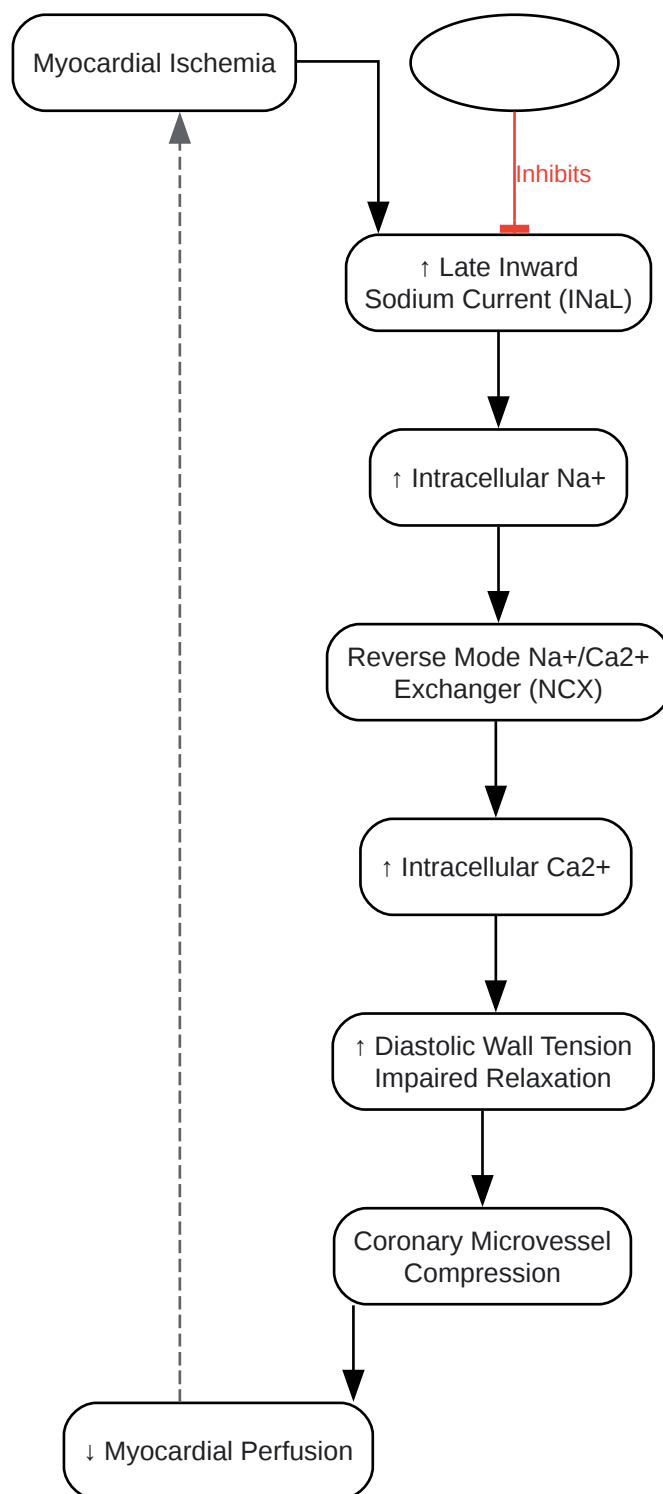 Myocardial Ischemia
Inhibits
↑ Late Inward
Sodium Current (INaL)
↑ Intracellular Na+
Reverse Mode Na+/Ca2+
Exchanger (NCX)
↑ Intracellular Ca2+
↑ Diastolic Wall Tension
Impaired Relaxation
Coronary Microvessel
Compression
↓ Myocardial Perfusion